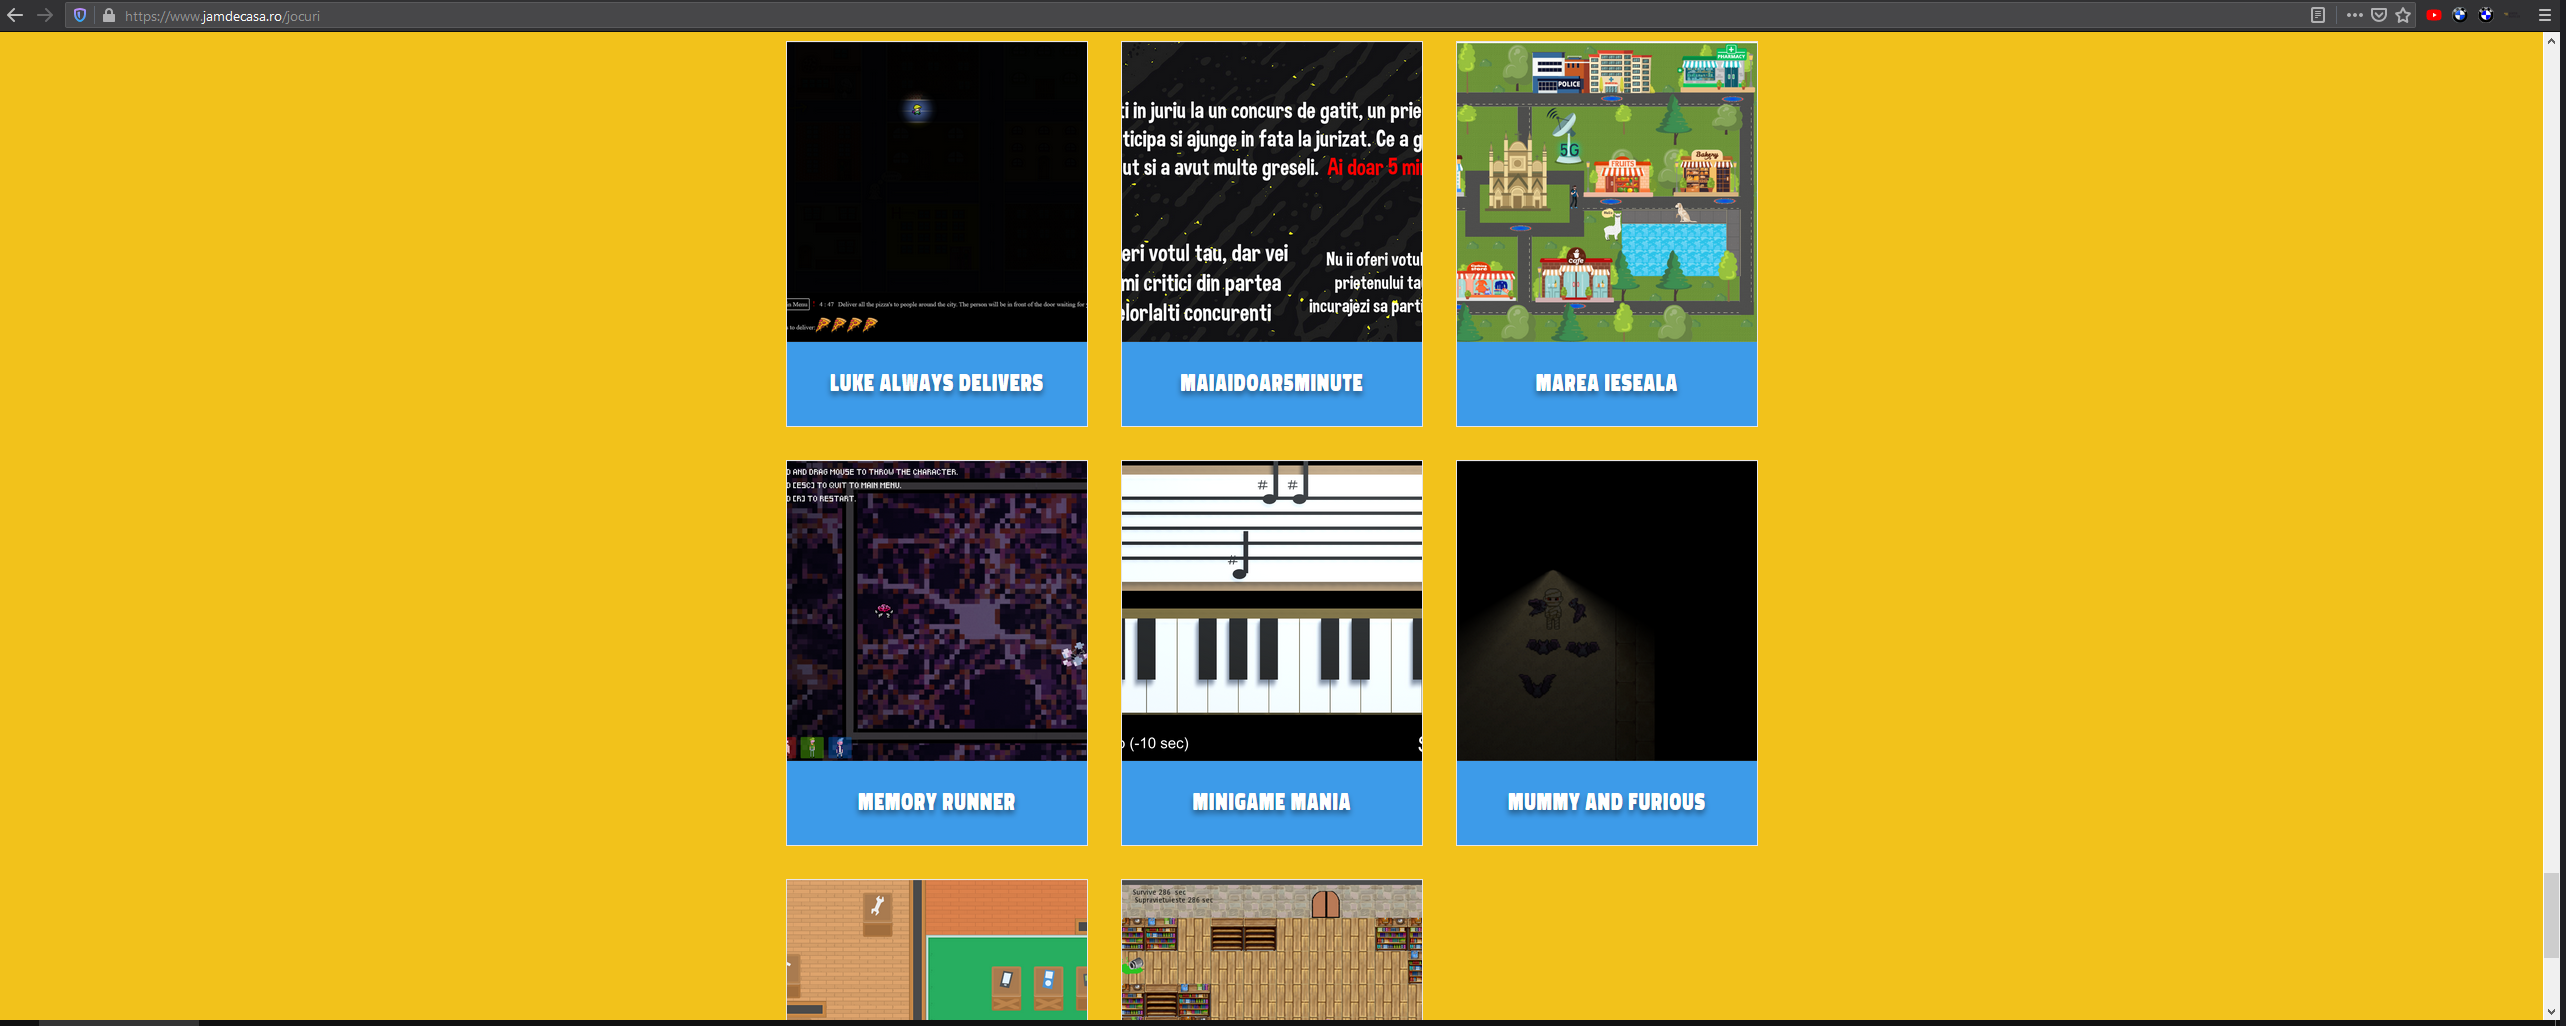 https://www.jamdecasa.ro/jocuri
n Menu
4 : 47 Deliver all the pizza's to people around the city. The person will be in front of the door waiting for
s to deliver:
ti in juriu la un concurs de gatit, un prie
ticipa si ajunge in fata la jurizat. Ce a g
ut si a avut multe greseli. Ai doar 5 mi
eri votul tau, dar vei
mi critici din partea
elorlalti concurenti
Nu ii oferi votul
prietenului ta
incurajezi sa parti
POLICE
PHARMACY
5G
FRUITS
Bakery
Cafe
LUKE ALWAYS DELIVERS
MAIAIDOAR5MINUTE
MAREA IESEALA
D AND DRAG MOUSE TO THROW THE CHARACTER.
D [ESC] TO QUIT TO MAIN MENU.
D [R] TO RESTART.
# #
#
o (-10 sec)
MEMORY RUNNER
MINIGAME MANIA
MUMMY AND FURIOUS
Survive 286 sec
Supravietuieste 286 sec